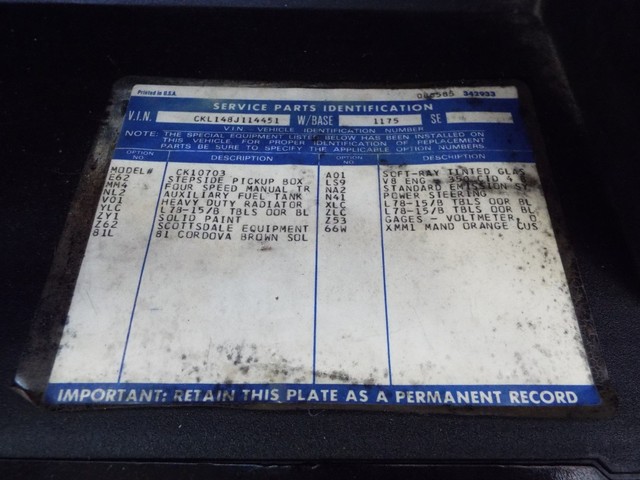 Printed in U.S.A. 342933
SERVICE PARTS IDENTIFICATION
V.I.N. CKL148J114451 W/BASE 1175 SE
V.I.N. - VEHICLE IDENTIFICATION NUMBER
NOTE: THE SPECIAL EQUIPMENT LISTED BELOW HAS BEEN INSTALLED ON
THIS VEHICLE. FOR PROPER IDENTIFICATION OF REPLACEMENT
PARTS BE SURE TO SPECIFY THE APPLICABLE OPTION NUMBER.
OPTION NO. DESCRIPTION OPTION NO. DESCRIPTION
MODEL# CK10703 A01 SOFT-RAY TINTED GLAS
E62 STEPSIDE PICKUP BOX LS9 V8 ENG 4
MM4 FOUR SPEED MANUAL TR NA2 STANDARD EMISSION
NL2 AUXILIARY FUEL TANK N41 POWER STEERING
V01 HEAVY DUTY RADIATOR XLC L78-15/B TBLS OOR BL
YLC L78-15/B TBLS OOR BL ZLC L78-15/B TBLS OOR BL
ZY1 SOLID PAINT Z53 GAGES - VOLTMETER, O
Z62 SCOTTSDALE EQUIPMENT 66W XMM1 MAND ORANGE CUS
81L 81 CORDOVA BROWN SOL
IMPORTANT: RETAIN THIS PLATE AS A PERMANENT RECORD